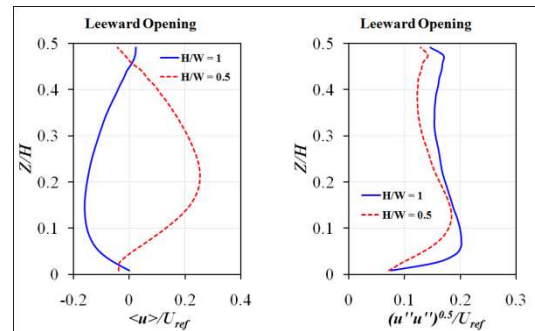 Leeward Opening
0.5
0.4
0.3
0.2
0.1
0
Z/H
H/W = 1
H/W = 0.5
-0.2
0
0.2
0.4
<u>/U_ref
Leeward Opening
0.5
0.4
0.3
0.2
0.1
0
Z/H
H/W = 1
H/W = 0.5
0
0.1
0.2
0.3
(u''u'')^0.5/U_ref